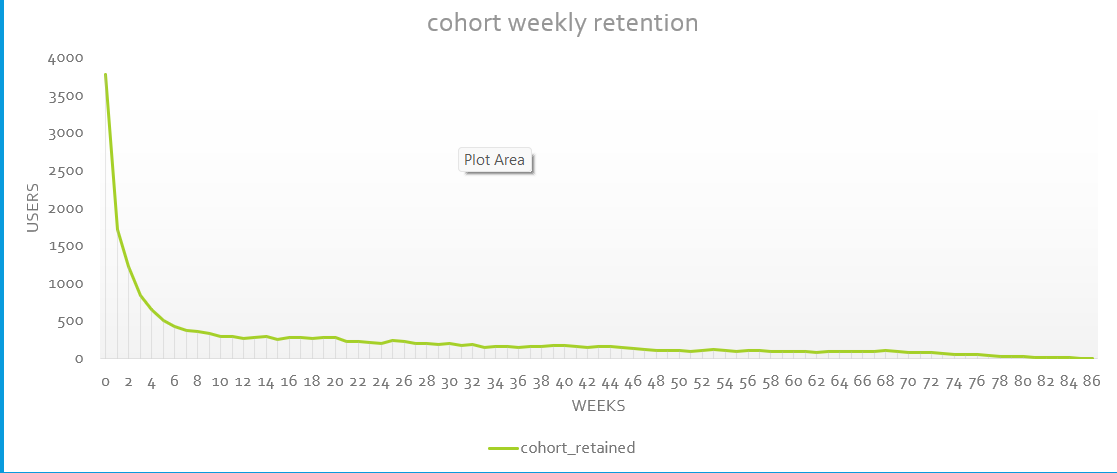 cohort weekly retention
4000
3500
3000
2500
2000
1500
1000
500
0
USERS
Plot Area
0 2 4 6 8 10 12 14 16 18 20 22 24 26 28 30 32 34 36 38 40 42 44 46 48 50 52 54 56 58 60 62 64 66 68 70 72 74 76 78 80 82 84 86
WEEKS
cohort_retained